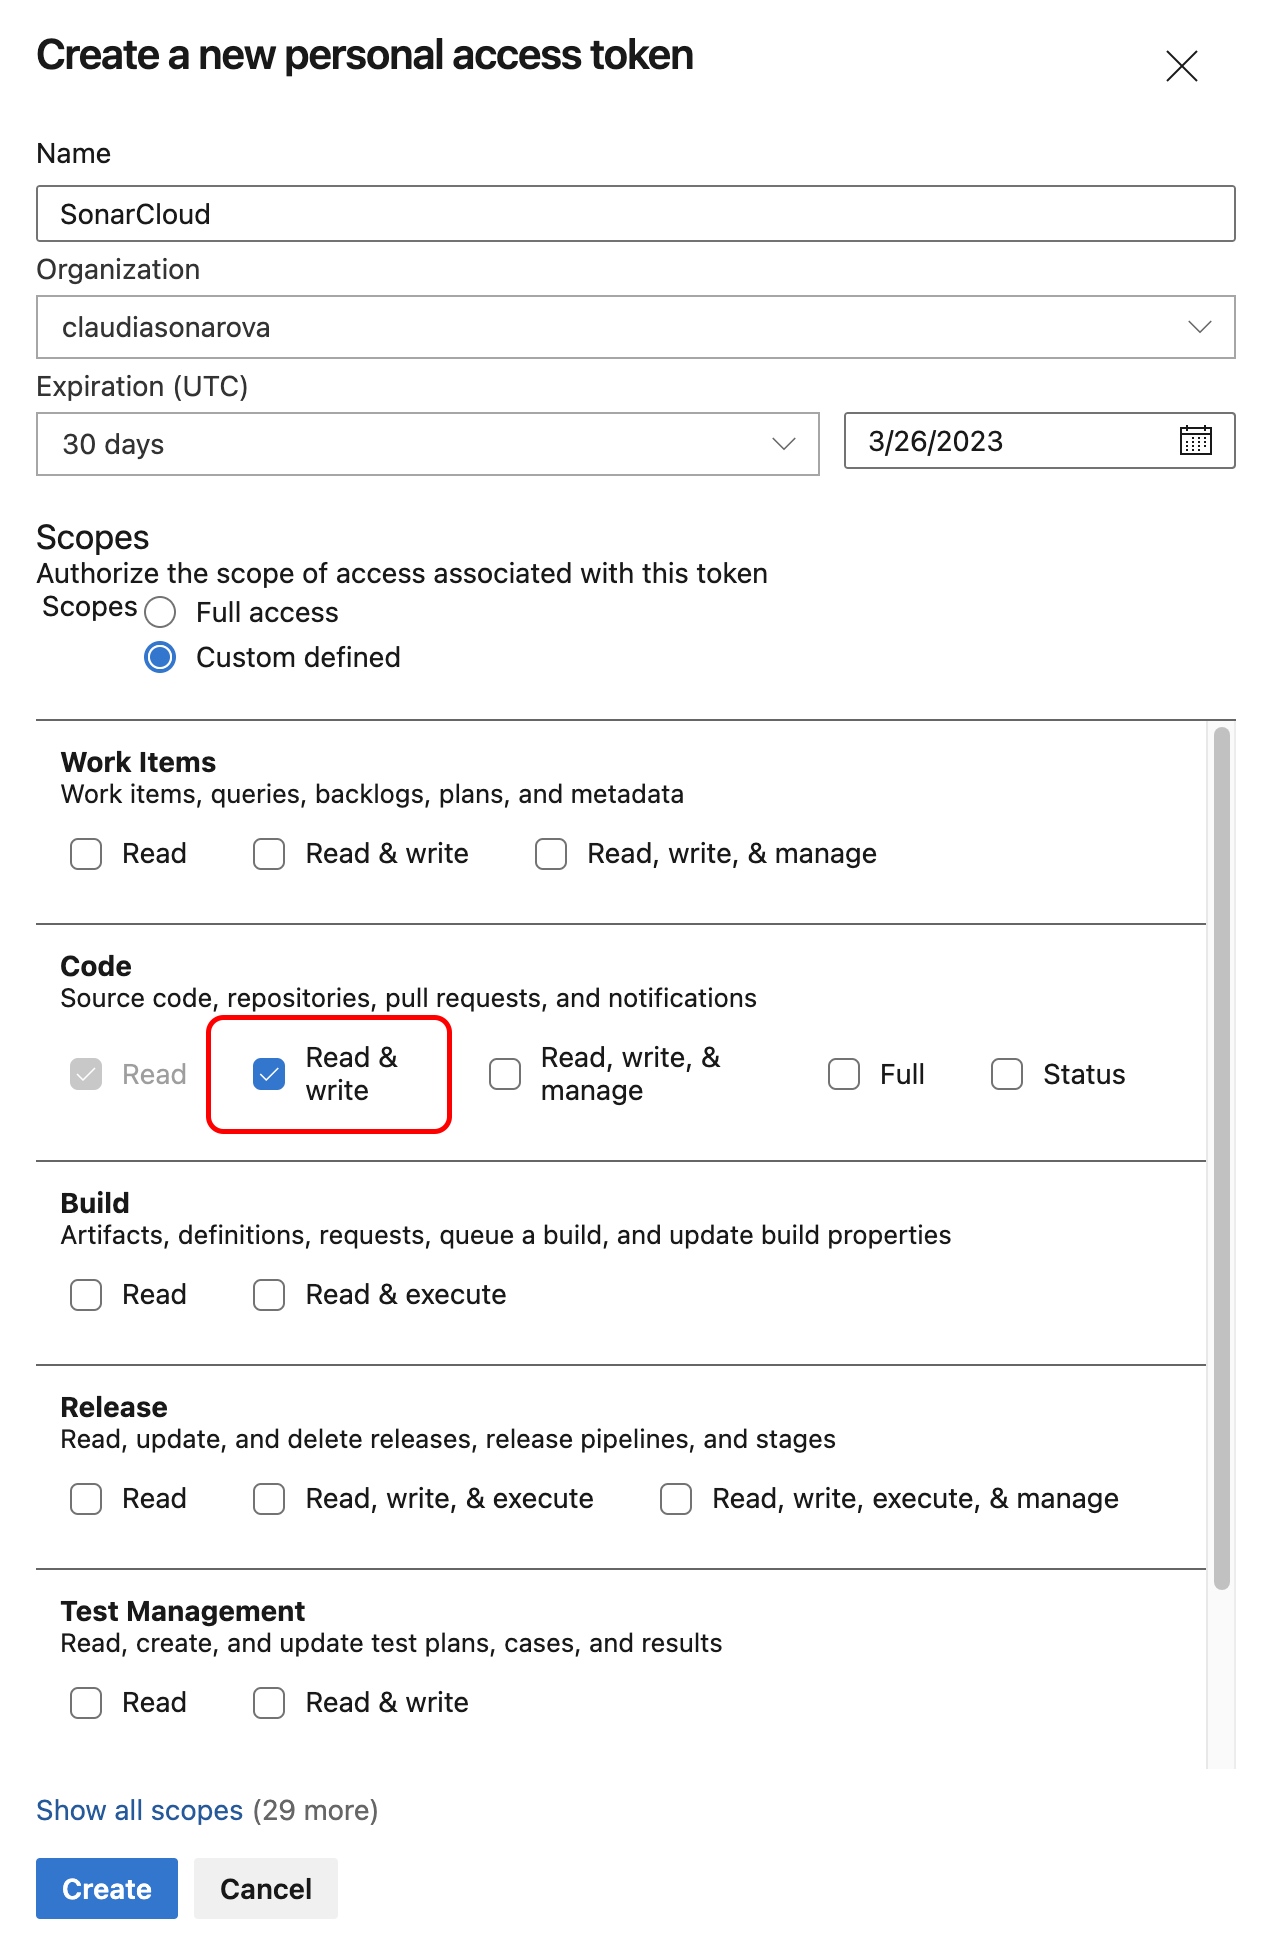 Create a new personal access token
Name
SonarCloud
Organization
claudiasonarova
Expiration (UTC)
30 days
3/26/2023
Scopes
Authorize the scope of access associated with this token
Scopes
Full access
Custom defined
Work Items
Work items, queries, backlogs, plans, and metadata
Read
Read & write
Read, write, & manage
Code
Source code, repositories, pull requests, and notifications
Read
Read &
write
Read, write, &
manage
Full
Status
Build
Artifacts, definitions, requests, queue a build, and update build properties
Read
Read & execute
Release
Read, update, and delete releases, release pipelines, and stages
Read
Read, write, & execute
Read, write, execute, & manage
Test Management
Read, create, and update test plans, cases, and results
Read
Read & write
Show all scopes (29 more)
Create
Cancel